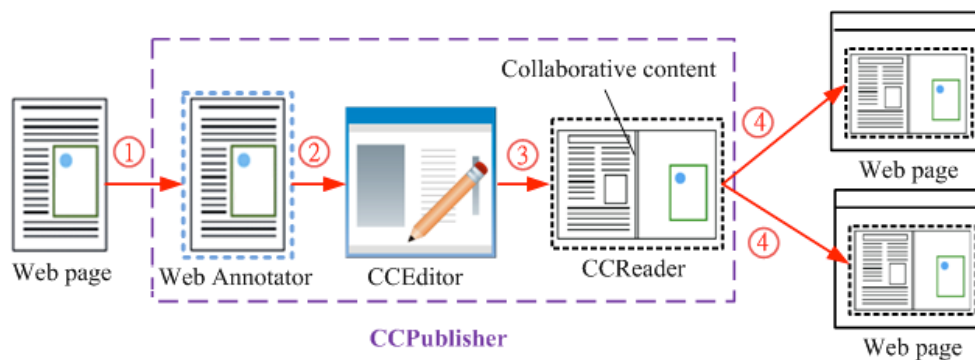 Collaborative content
①
②
③
④
④
Web page
Web Annotator
CCEditor
CCReader
Web page
Web page
CCPublisher